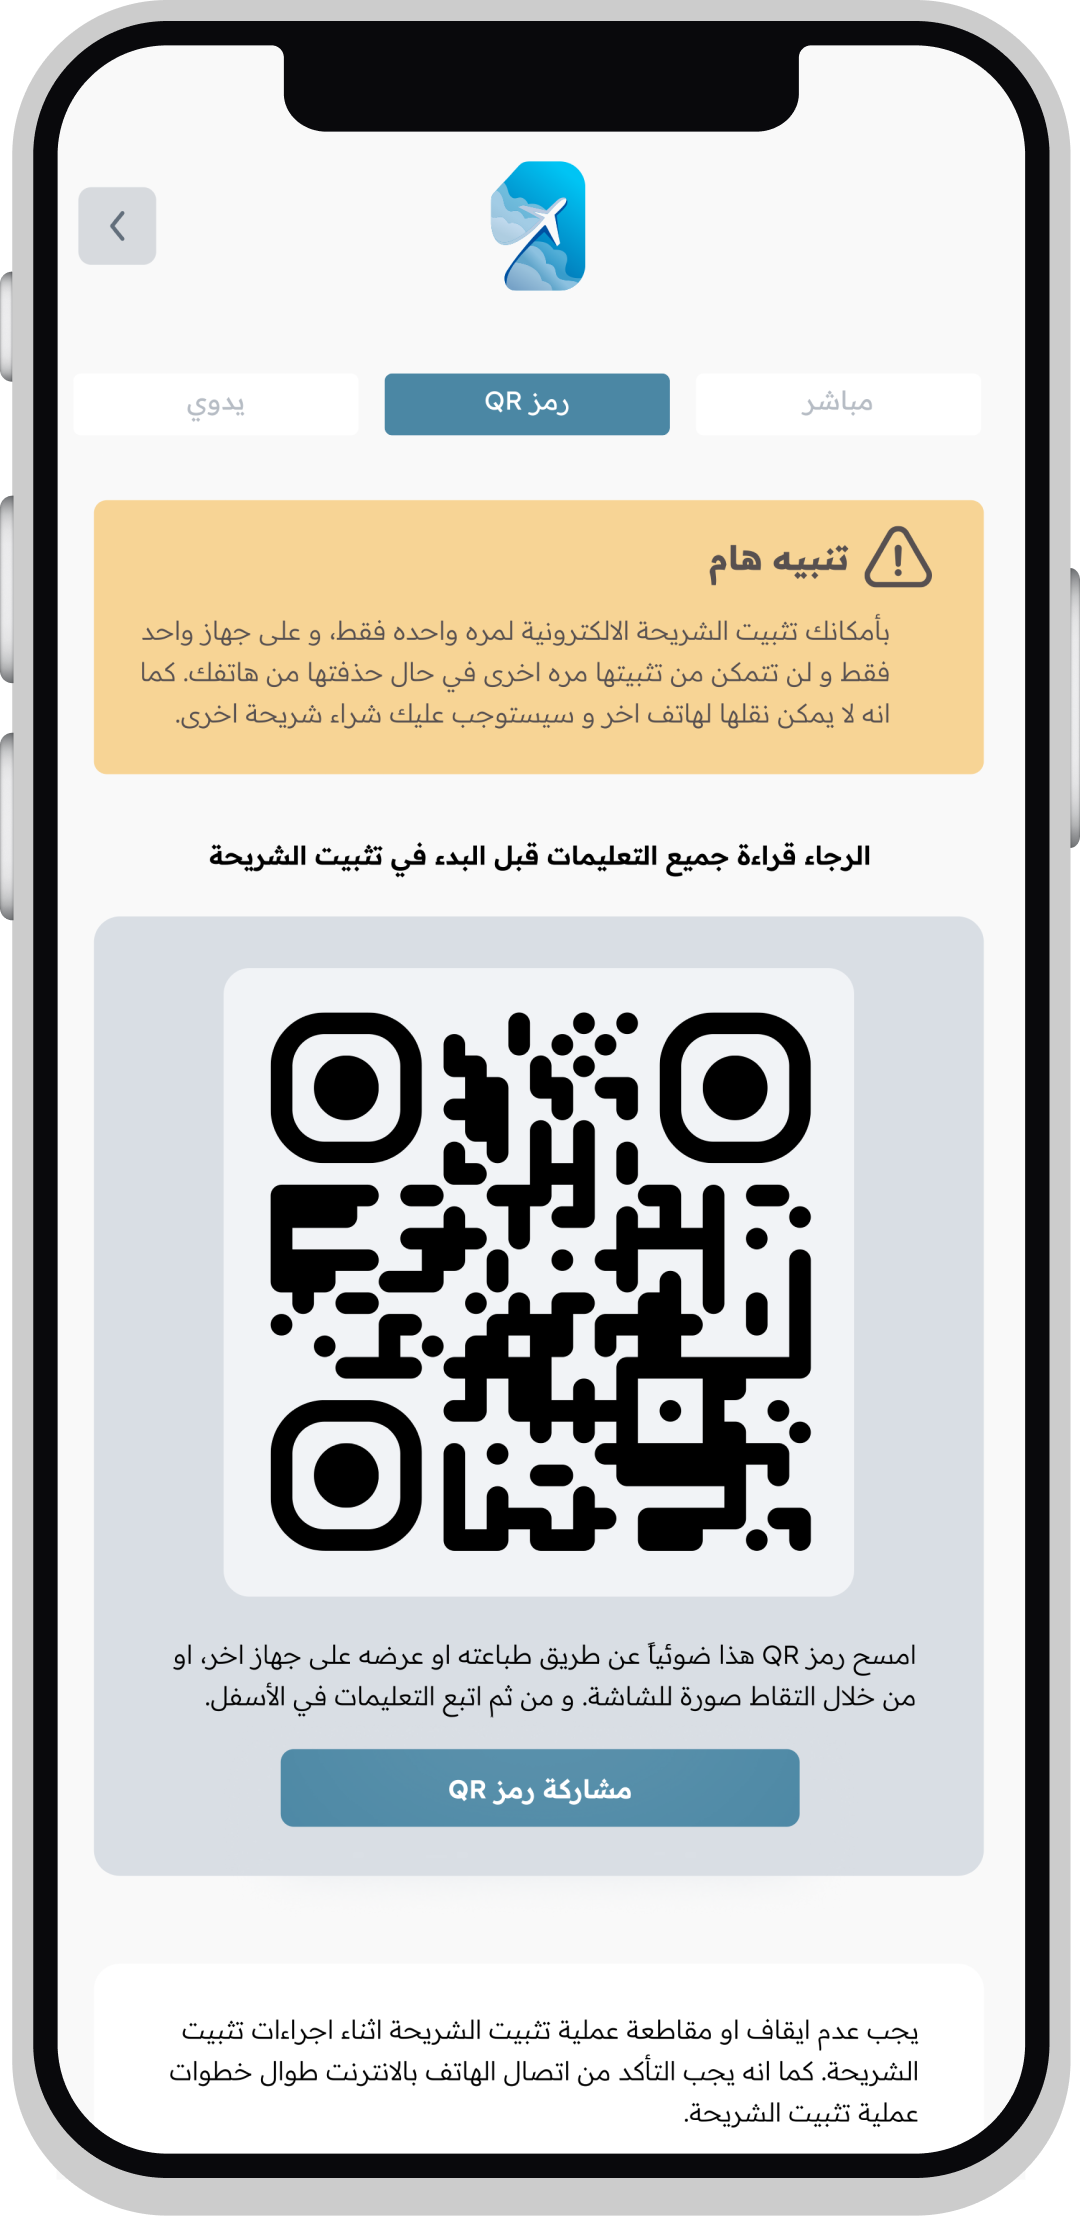 مباشر
رمز QR
يدوي
تنبيه هام
بأمكانك تثبيت الشريحة الالكترونية لمره واحده فقط، و على جهاز واحد
فقط و لن تتمكن من تثبيتها مره اخرى في حال حذفتها من هاتفك. كما
انه لا يمكن نقلها لهاتف اخر و سيستوجب عليك شراء شريحة اخرى.
الرجاء قراءة جميع التعليمات قبل البدء في تثبيت الشريحة
امسح رمز QR هذا ضوئياً عن طريق طباعته او عرضه على جهاز اخر، او
من خلال التقاط صورة للشاشة. و من ثم اتبع التعليمات في الأسفل.
مشاركة رمز QR
يجب عدم ايقاف او مقاطعة عملية تثبيت الشريحة اثناء اجراءات تثبيت
الشريحة. كما انه يجب التأكد من اتصال الهاتف بالانترنت طوال خطوات
عملية تثبيت الشريحة.